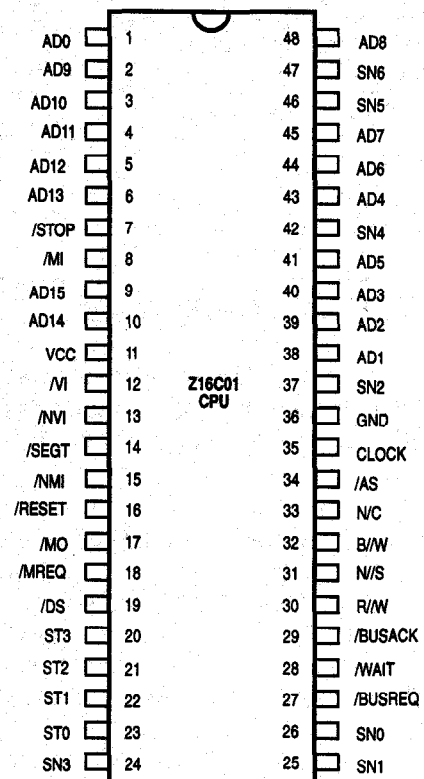 AD0 1 48 AD8
AD9 2 47 SN6
AD10 3 46 SN5
AD11 4 45 AD7
AD12 5 44 AD6
AD13 6 43 AD4
/STOP 7 42 SN4
/MI 8 41 AD5
AD15 9 40 AD3
AD14 10 39 AD2
VCC 11 38 AD1
/VI 12 Z16C01 37 SN2
CPU
/NVI 13 36 GND
/SEGT 14 35 CLOCK
/NMI 15 34 /AS
/RESET 16 33 N/C
/MO 17 32 B//W
/MREQ 18 31 N//S
/DS 19 30 R//W
ST3 20 29 /BUSACK
ST2 21 28 /WAIT
ST1 22 27 /BUSREQ
ST0 23 26 SN0
SN3 24 25 SN1